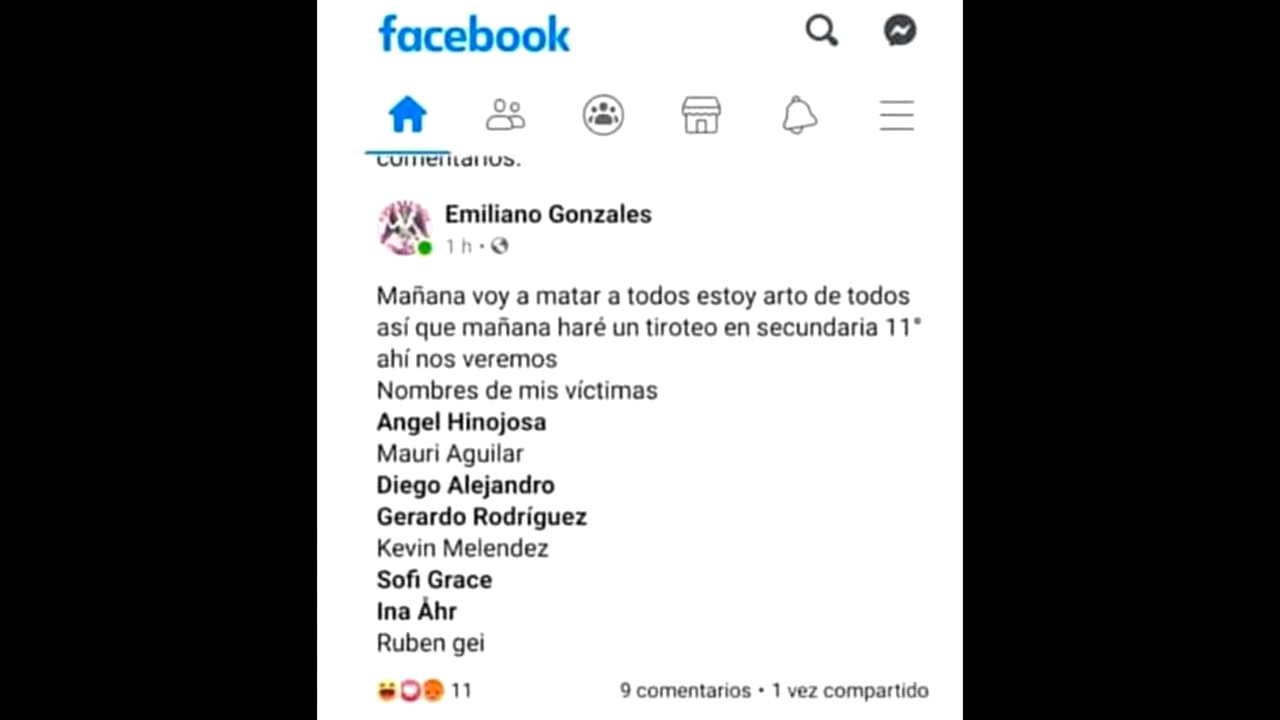 facebook
comentarios.
Emiliano Gonzales
1 h ·
Mañana voy a matar a todos estoy arto de todos
así que mañana haré un tiroteo en secundaria 11°
ahí nos veremos
Nombres de mis víctimas
Angel Hinojosa
Mauri Aguilar
Diego Alejandro
Gerardo Rodríguez
Kevin Melendez
Sofi Grace
Ina Åhr
Ruben gei
11 9 comentarios • 1 vez compartido